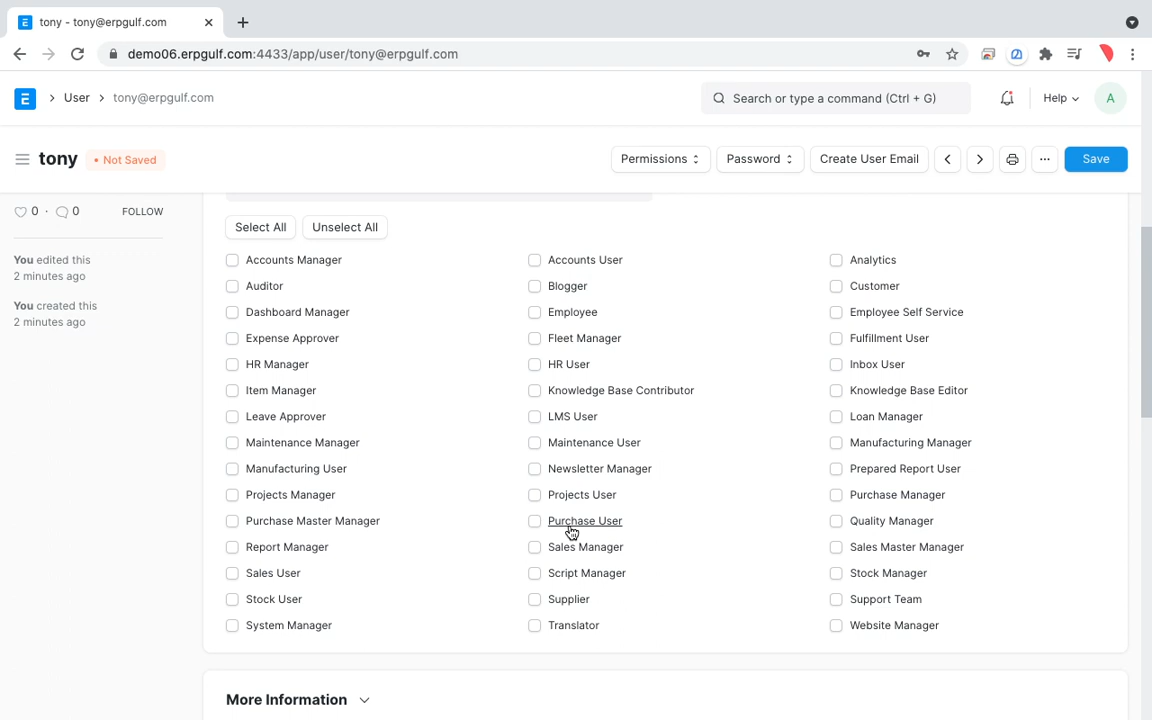 tony - tony@erpgulf.com
demo06.erpgulf.com:4433/app/user/tony@erpgulf.com
E > User > tony@erpgulf.com Search or type a command (Ctrl + G) Help A
tony • Not Saved Permissions Password Create User Email ... Save
0 · 0 FOLLOW
Select All Unselect All
You edited this
2 minutes ago
You created this
2 minutes ago
Accounts Manager Accounts User Analytics
Auditor Blogger Customer
Dashboard Manager Employee Employee Self Service
Expense Approver Fleet Manager Fulfillment User
HR Manager HR User Inbox User
Item Manager Knowledge Base Contributor Knowledge Base Editor
Leave Approver LMS User Loan Manager
Maintenance Manager Maintenance User Manufacturing Manager
Manufacturing User Newsletter Manager Prepared Report User
Projects Manager Projects User Purchase Manager
Purchase Master Manager Purchase User Quality Manager
Report Manager Sales Manager Sales Master Manager
Sales User Script Manager Stock Manager
Stock User Supplier Support Team
System Manager Translator Website Manager
More Information